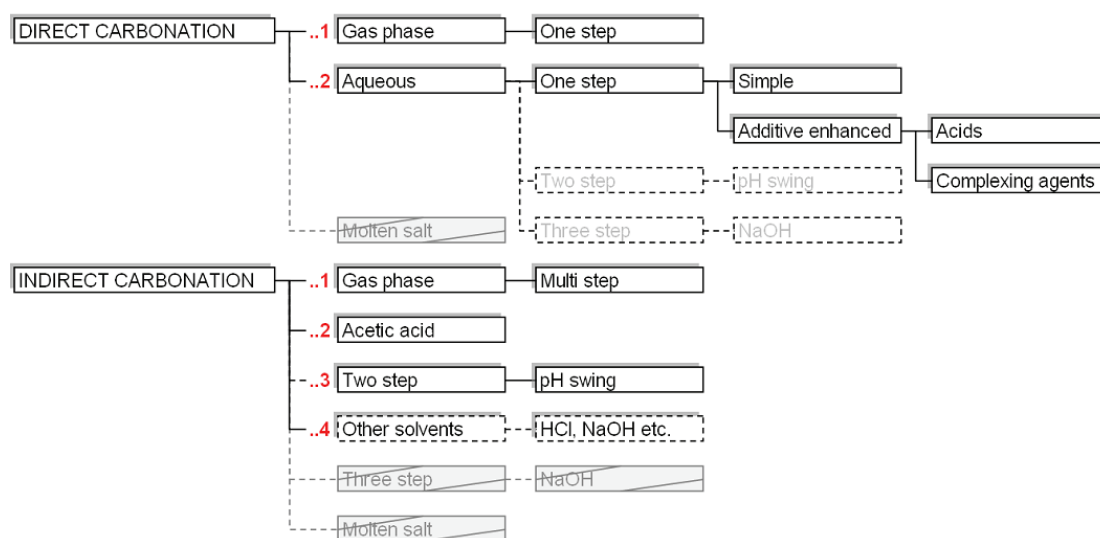 DIRECT CARBONATION ..1 Gas phase One step
..2 Aqueous One step Simple
Additive enhanced Acids
Two step pH swing Complexing agents
Molten salt Three step NaOH
INDIRECT CARBONATION ..1 Gas phase Multi step
..2 Acetic acid
..3 Two step pH swing
..4 Other solvents HCl, NaOH etc.
Three step NaOH
Molten salt